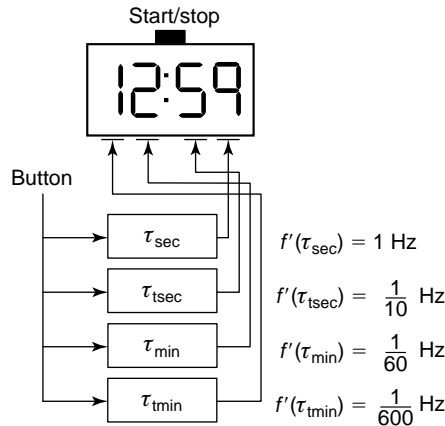 Start/stop
12:59
Button
τsec f′(τsec) = 1 Hz
τtsec f′(τtsec) = 1/10 Hz
τmin f′(τmin) = 1/60 Hz
τtmin f′(τtmin) = 1/600 Hz